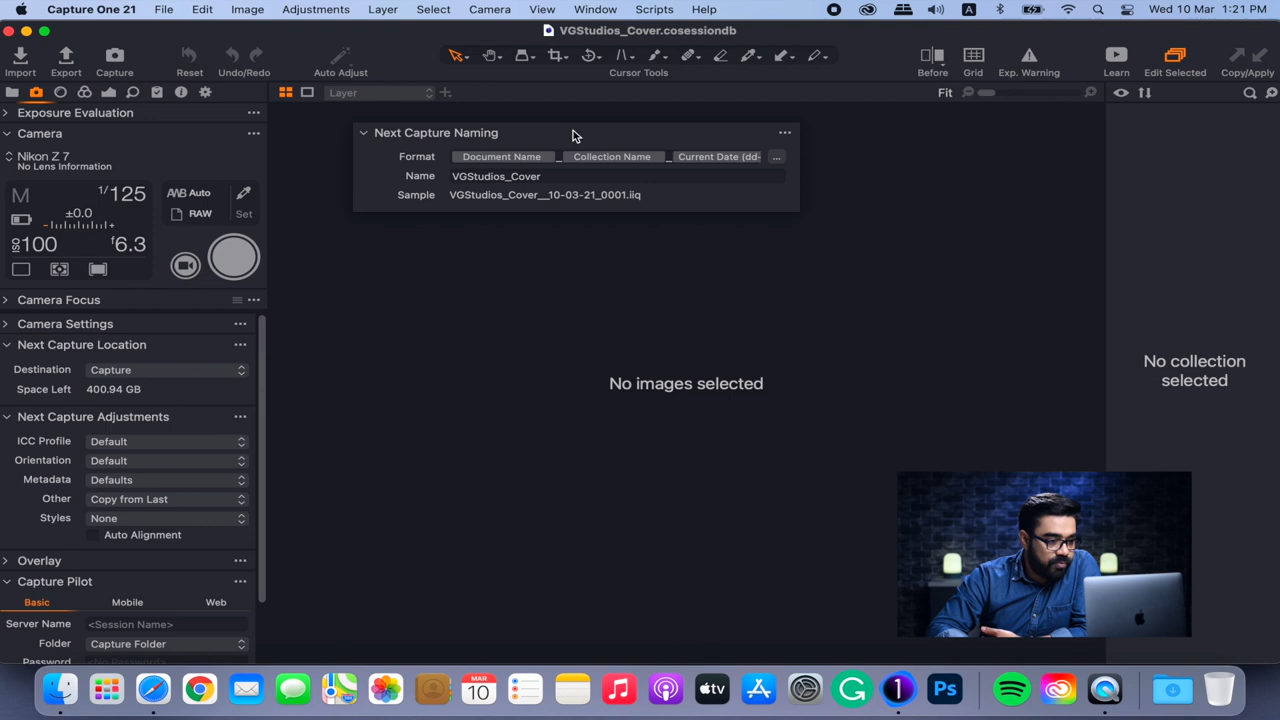 Capture One 21 File Edit Image Adjustments Layer Select Camera View Window Scripts Help A Wed 10 Mar 1:21 PM
VGStudios_Cover.cosessiondb
Import Export Capture Reset Undo/Redo Auto Adjust Cursor Tools Before Grid Exp. Warning Learn Edit Selected Copy/Apply
Layer Fit
Exposure Evaluation
Camera
Nikon Z 7
No Lens Information
M 1/125 AWB Auto
±0.0 RAW Set
ISO100 f6.3
Camera Focus
Camera Settings
Next Capture Location
Destination Capture
Space Left 400.94 GB
Next Capture Adjustments
ICC Profile Default
Orientation Default
Metadata Defaults
Other Copy from Last
Styles None
Auto Alignment
Overlay
Capture Pilot
Basic Mobile Web
Server Name <Session Name>
Folder Capture Folder
Password
Next Capture Naming
Format Document Name _ Collection Name _ Current Date (dd- ...
Name VGStudios_Cover
Sample VGStudios_Cover__10-03-21_0001.iiq
No images selected
No collection
selected
MAR
10
tv
1
Ps